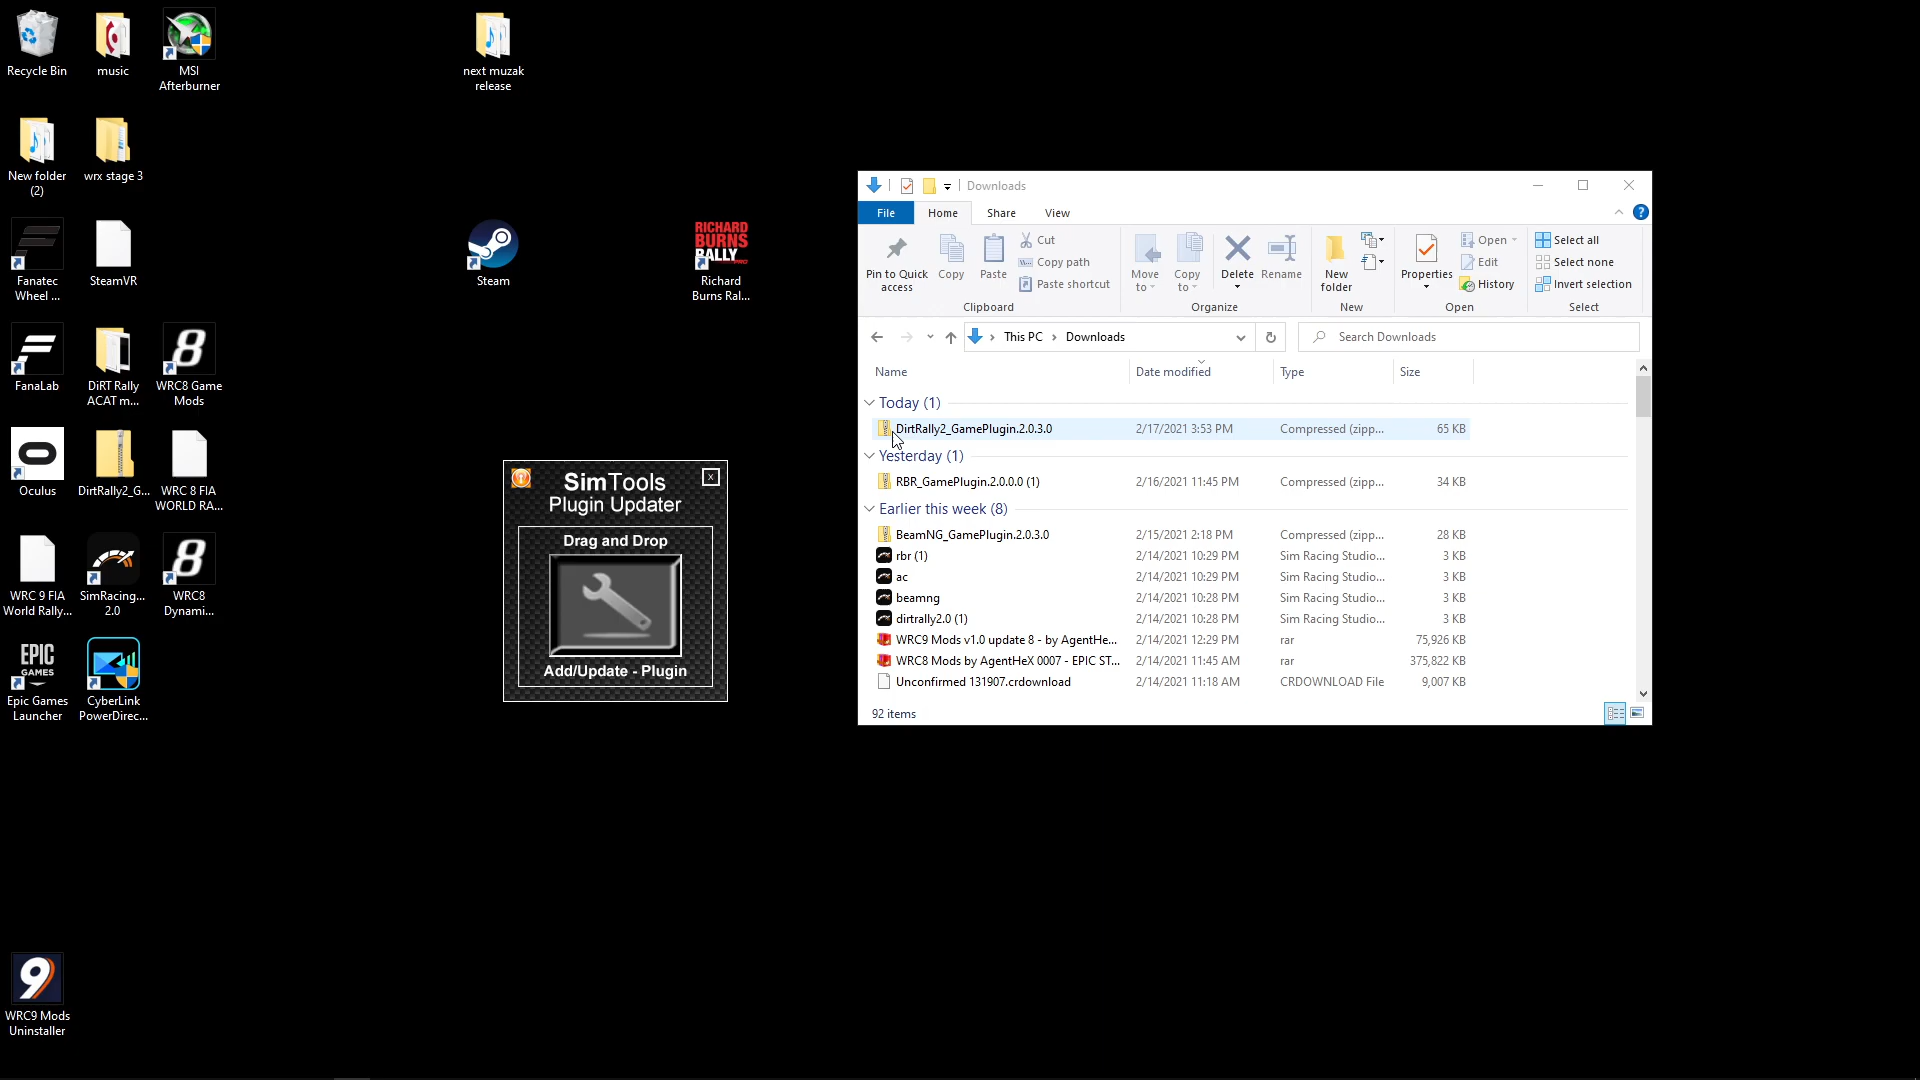 Recycle Bin
music
MSI
Afterburner
next muzak
release
New folder
(2)
wrx stage 3
Fanatec
Wheel ...
SteamVR
Steam
RICHARD
BURNS
RALLY
Richard
Burns Ral...
FanaLab
DiRT Rally
ACAT m...
8
WRC8 Game
Mods
Oculus
DirtRally2_G...
WRC 8 FIA
WORLD RA...
WRC 9 FIA
World Rally...
SimRacing...
2.0
8
WRC8
Dynami...
EPIC
GAMES
Epic Games
Launcher
CyberLink
PowerDirec...
9
WRC9 Mods
Uninstaller
SimTools
X
Plugin Updater
Drag and Drop
Add/Update - Plugin
Downloads
File
Home
Share
View
?
Pin to Quick
access
Copy
Paste
Cut
Copy path
Paste shortcut
Clipboard
Move
to
Copy
to
Delete
Rename
Organize
New
folder
New
Properties
Open
Edit
History
Open
Select all
Select none
Invert selection
Select
This PC > Downloads
Search Downloads
Name Date modified Type Size
Today (1)
DirtRally2_GamePlugin.2.0.3.0 2/17/2021 3:53 PM Compressed (zipp... 65 KB
Yesterday (1)
RBR_GamePlugin.2.0.0.0 (1) 2/16/2021 11:45 PM Compressed (zipp... 34 KB
Earlier this week (8)
BeamNG_GamePlugin.2.0.3.0 2/15/2021 2:18 PM Compressed (zipp... 28 KB
rbr (1) 2/14/2021 10:29 PM Sim Racing Studio... 3 KB
ac 2/14/2021 10:29 PM Sim Racing Studio... 3 KB
beamng 2/14/2021 10:28 PM Sim Racing Studio... 3 KB
dirtrally2.0 (1) 2/14/2021 10:28 PM Sim Racing Studio... 3 KB
WRC9 Mods v1.0 update 8 - by AgentHe... 2/14/2021 12:29 PM rar 75,926 KB
WRC8 Mods by AgentHeX 0007 - EPIC ST... 2/14/2021 11:45 AM rar 375,822 KB
Unconfirmed 131907.crdownload 2/14/2021 11:18 AM CRDOWNLOAD File 9,007 KB
92 items